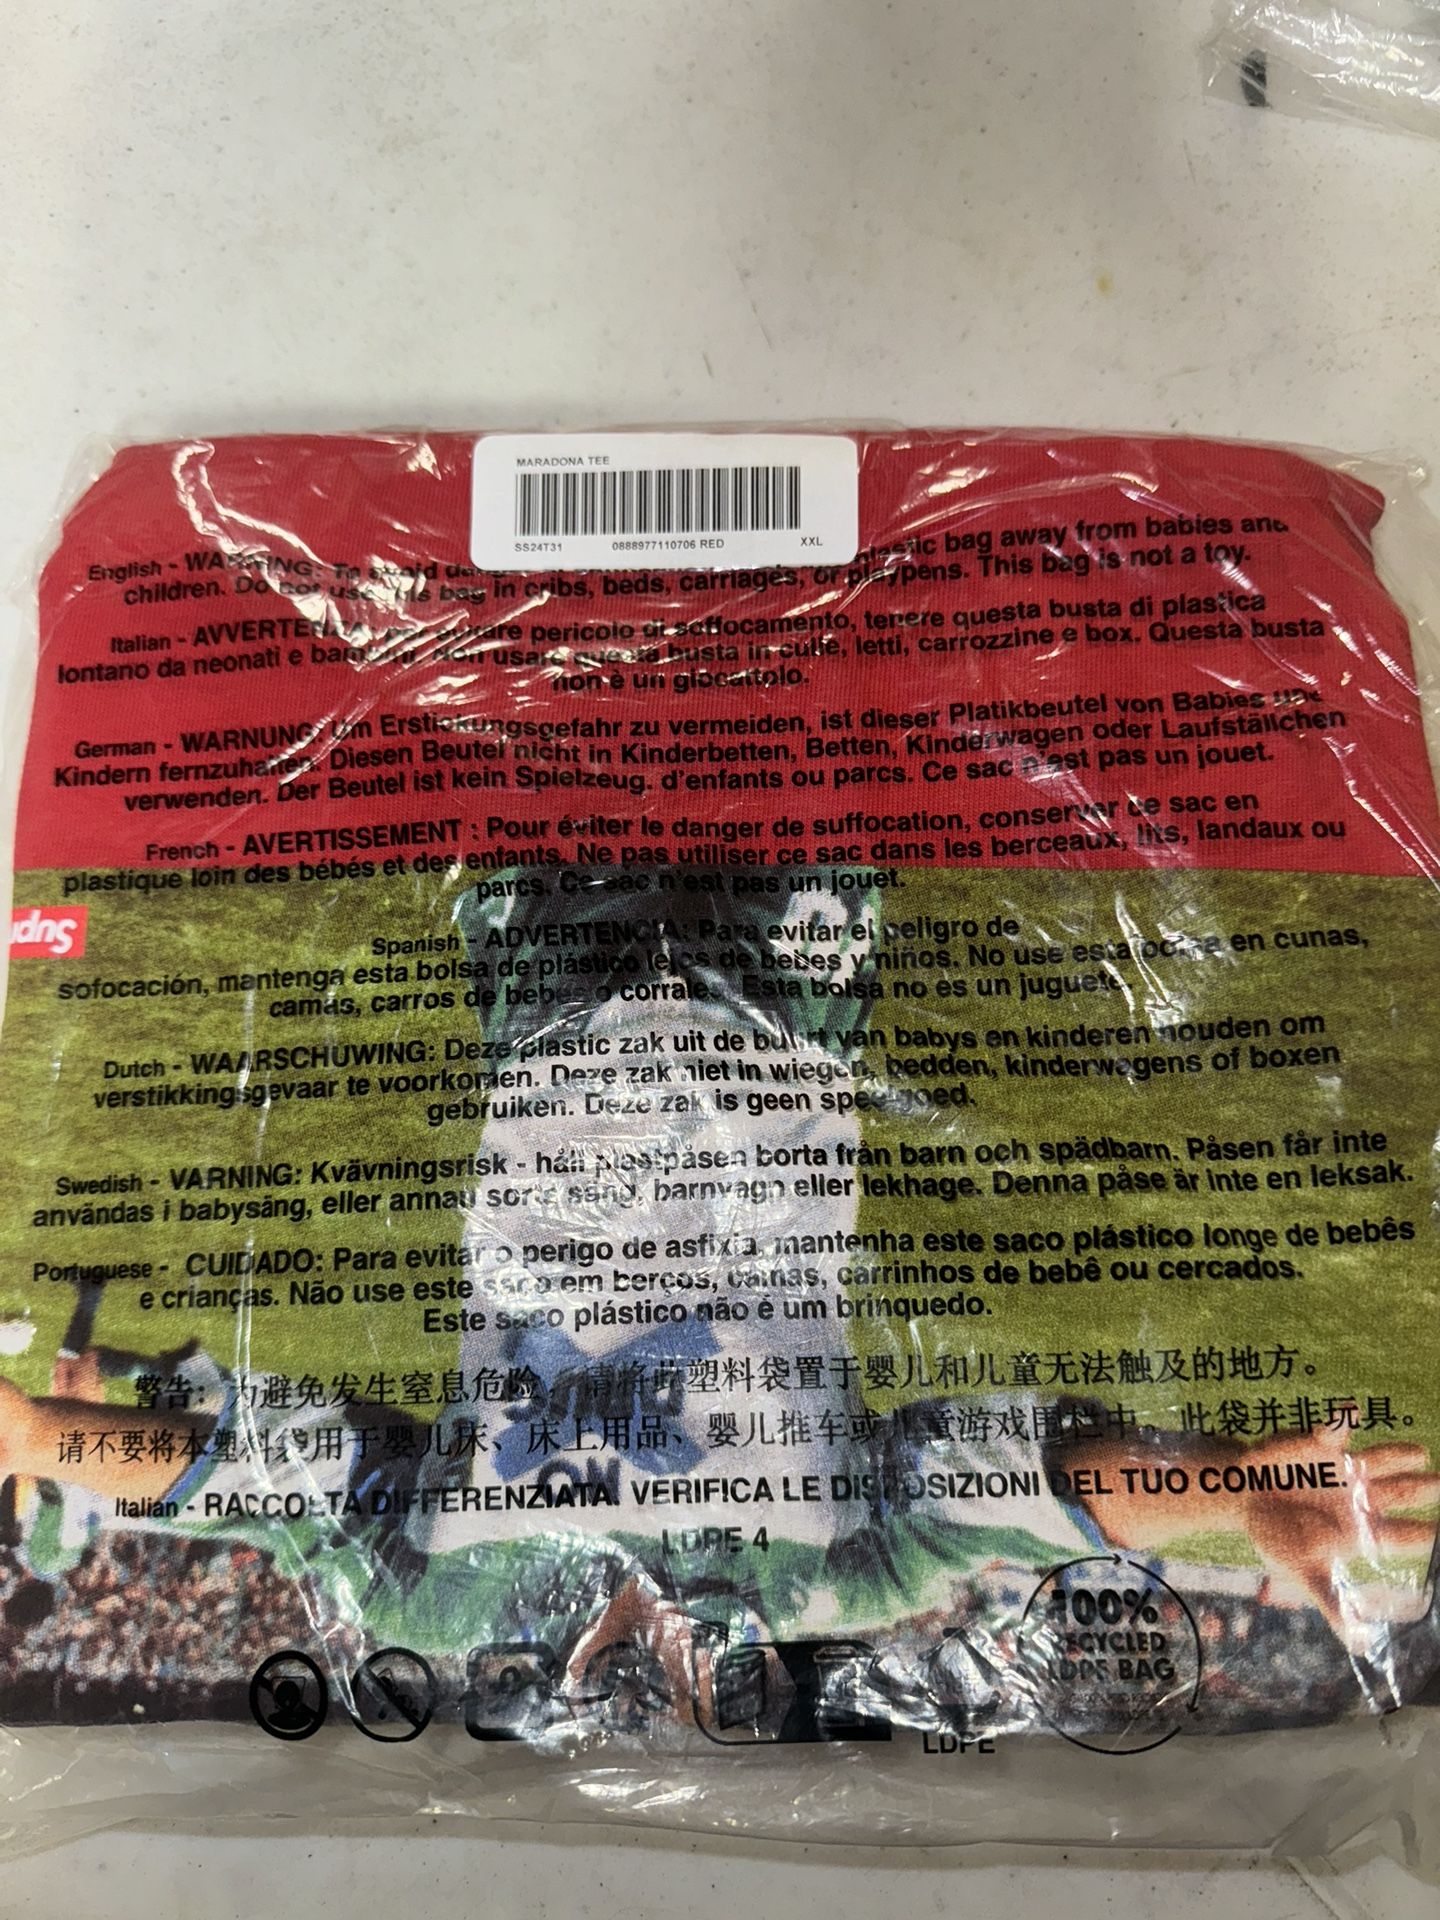 MARADONA TEE
SS24T31 0888977110706 RED XXL
English - WARNING: To avoid plastic bag away from babies and
children. Do not use this bag in cribs, beds, carriages, or playpens. This bag is not a toy.
Italian - AVVERTENZA: per evitare pericolo di soffocamento, tenere questa busta di plastica
lontano da neonati e bambini. Non usare questa busta in culle, letti, carrozzine e box. Questa busta
non è un giocattolo.
German - WARNUNG: Um Erstickungsgefahr zu vermeiden, ist dieser Platikbeutel von Babies und
Kindern fernzuhalten. Diesen Beutel nicht in Kinderbetten, Betten, Kinderwagen oder Laufställchen
verwenden. Der Beutel ist kein Spielzeug. d'enfants ou parcs. Ce sac n'est pas un jouet.
French - AVERTISSEMENT : Pour éviter le danger de suffocation, conserver ce sac en
plastique loin des bébés et des enfants. Ne pas utiliser ce sac dans les berceaux, lits, landaux ou
parcs. Ce sac n'est pas un jouet.
Supr
Spanish - ADVERTENCIA: Para evitar el peligro de
sofocación, mantenga esta bolsa de plástico lejos de bebes y niños. No use esta bolsa en cunas,
camas, carros de bebes o corrales. Esta bolsa no es un juguete.
Dutch - WAARSCHUWING: Deze plastic zak uit de buurt van babys en kinderen houden om
verstikkingsgevaar te voorkomen. Deze zak niet in wiegen, bedden, kinderwagens of boxen
gebruiken. Deze zak is geen speelgoed.
Swedish - VARNING: Kvävningsrisk - håll plastpåsen borta från barn och spädbarn. Påsen får inte
användas i babysäng, eller annan sorts säng, barnvagn eller lekhage. Denna påse är inte en leksak.
Portuguese - CUIDADO: Para evitar o perigo de asfixia, mantenha este saco plástico longe de bebês
e crianças. Não use este saco em berços, camas, carrinhos de bebê ou cercados.
Este saco plástico não é um brinquedo.
警告：为避免发生窒息危险，请将此塑料袋置于婴儿和儿童无法触及的地方。
请不要将本塑料袋用于婴儿床、床上用品、婴儿推车或儿童游戏围栏中。此袋并非玩具。
DRUGS
NO
Italian - RACCOLTA DIFFERENZIATA. VERIFICA LE DISPOSIZIONI DEL TUO COMUNE.
LDPE 4
100%
RECYCLED
LDPE BAG
LDPE